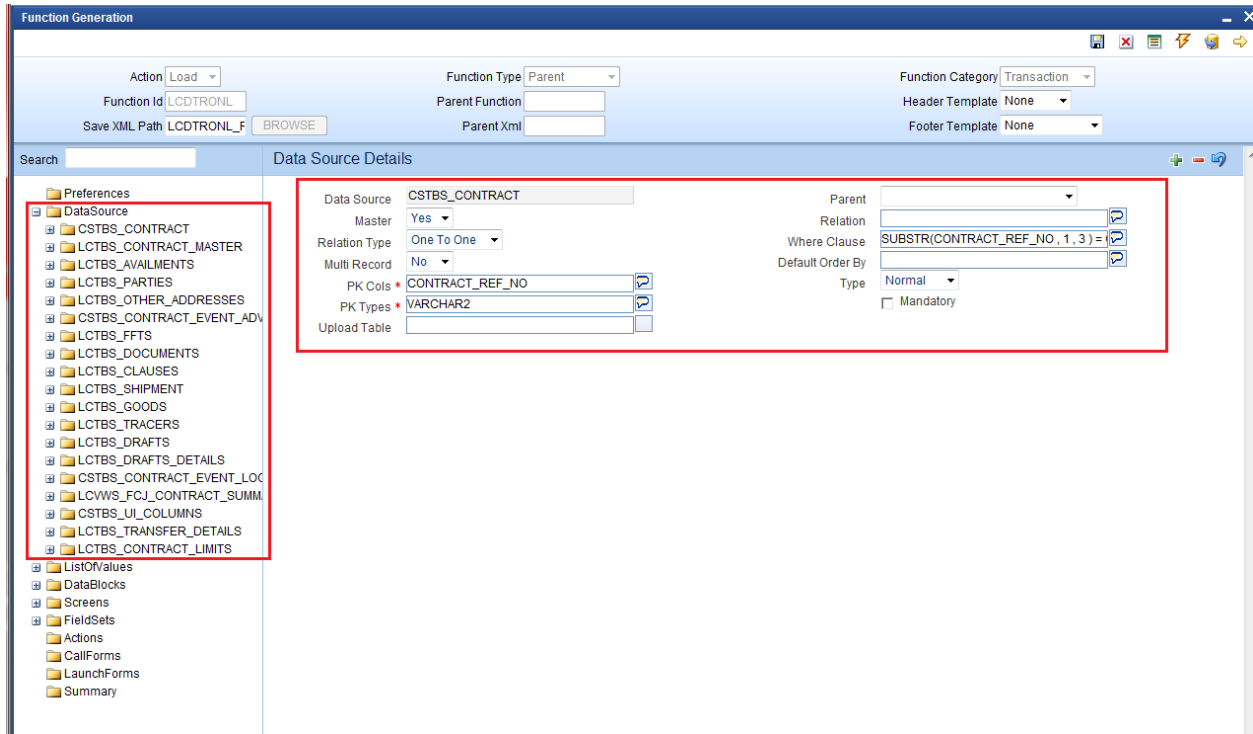 Function Generation
Action Load Function Type Parent Function Category Transaction
Function Id LCDTRONL Parent Function Header Template None
Save XML Path LCDTRONL_F BROWSE Parent Xml Footer Template None
Search Data Source Details
Preferences
DataSource
CSTBS_CONTRACT
LCTBS_CONTRACT_MASTER
LCTBS_AVAILMENTS
LCTBS_PARTIES
LCTBS_OTHER_ADDRESSES
CSTBS_CONTRACT_EVENT_ADV
LCTBS_FFTS
LCTBS_DOCUMENTS
LCTBS_CLAUSES
LCTBS_SHIPMENT
LCTBS_GOODS
LCTBS_TRACERS
LCTBS_DRAFTS
LCTBS_DRAFTS_DETAILS
CSTBS_CONTRACT_EVENT_LOG
LCVWS_FCJ_CONTRACT_SUMM
CSTBS_UI_COLUMNS
LCTBS_TRANSFER_DETAILS
LCTBS_CONTRACT_LIMITS
ListOfValues
DataBlocks
Screens
FieldSets
Actions
CallForms
LaunchForms
Summary
Data Source CSTBS_CONTRACT Parent
Master Yes Relation
Relation Type One To One Where Clause SUBSTR(CONTRACT_REF_NO , 1 , 3 ) =
Multi Record No Default Order By
PK Cols * CONTRACT_REF_NO Type Normal
PK Types * VARCHAR2 Mandatory
Upload Table